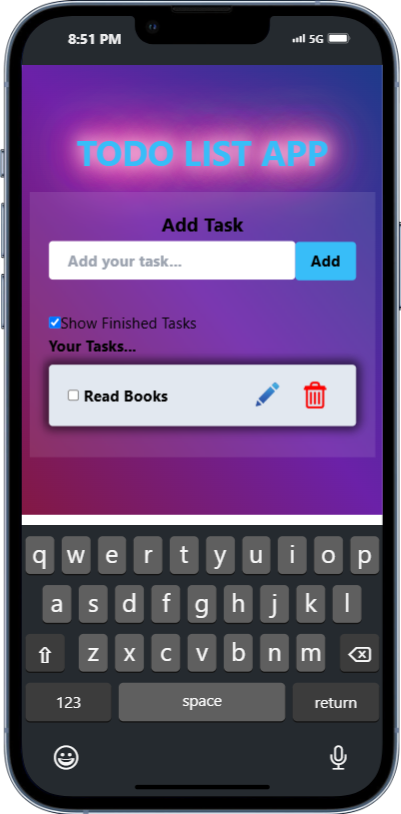 8:51 PM 5G
TODO LIST APP
Add Task
Add your task... Add
Show Finished Tasks
Your Tasks...
Read Books
q w e r t y u i o p
a s d f g h j k l
z x c v b n m
123 space return